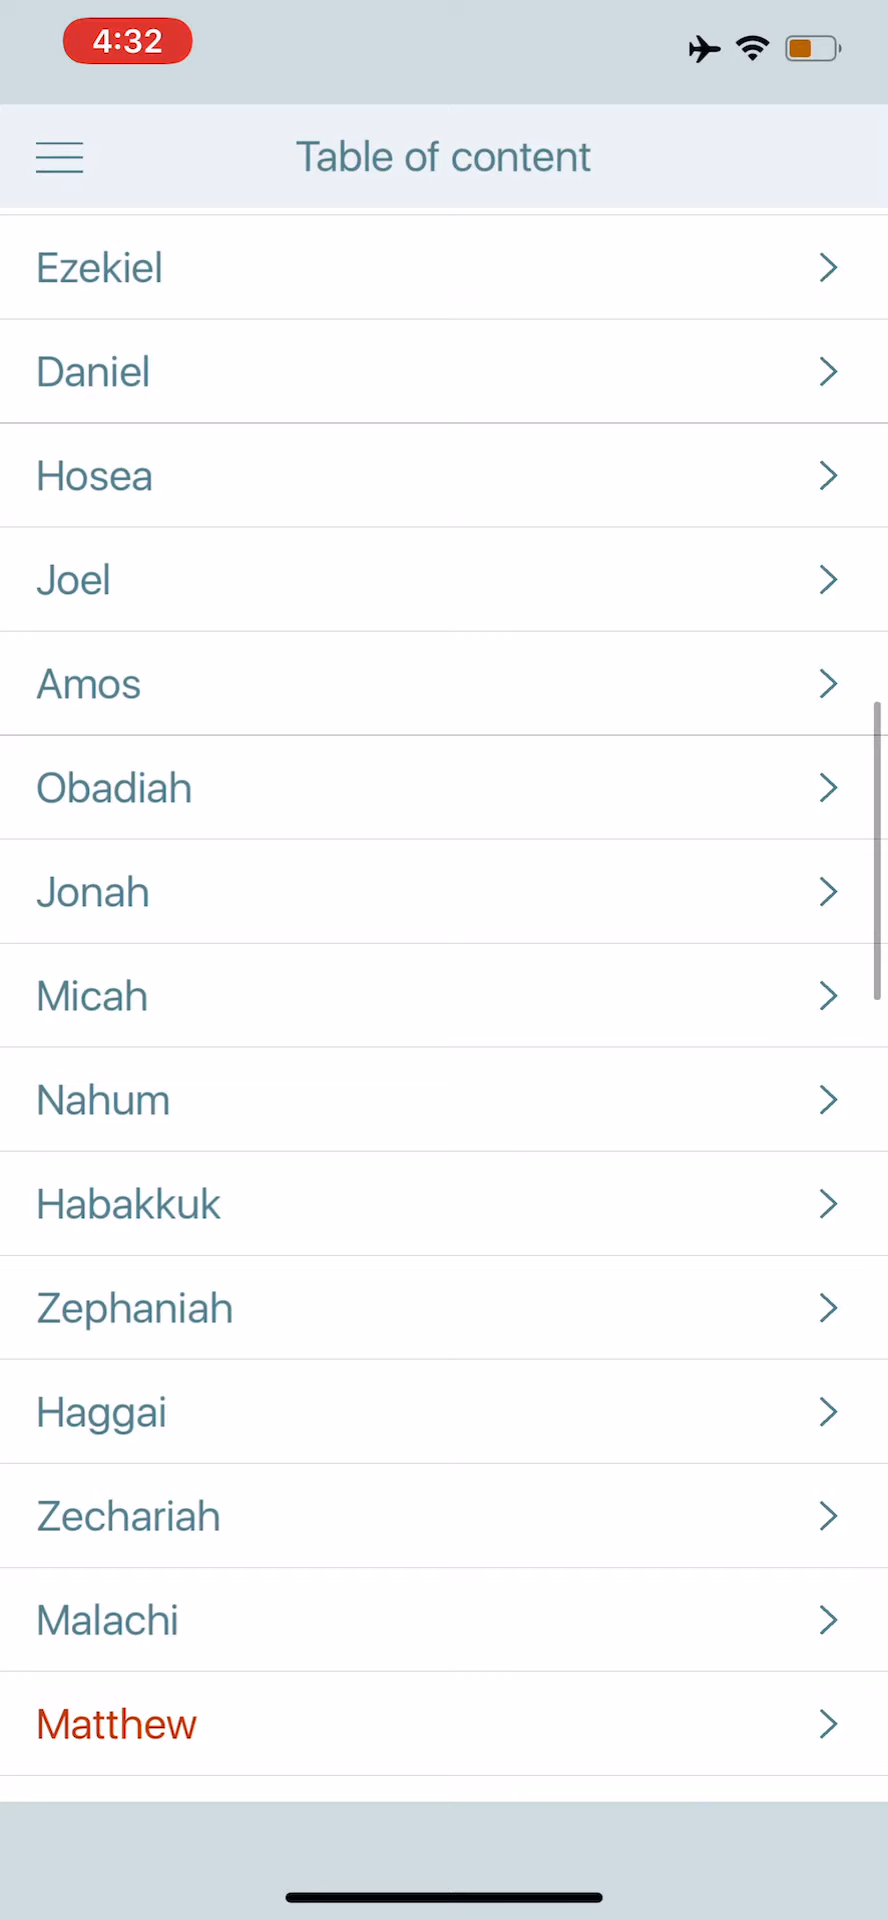 4:32
Table of content
Ezekiel
Daniel
Hosea
Joel
Amos
Obadiah
Jonah
Micah
Nahum
Habakkuk
Zephaniah
Haggai
Zechariah
Malachi
Matthew